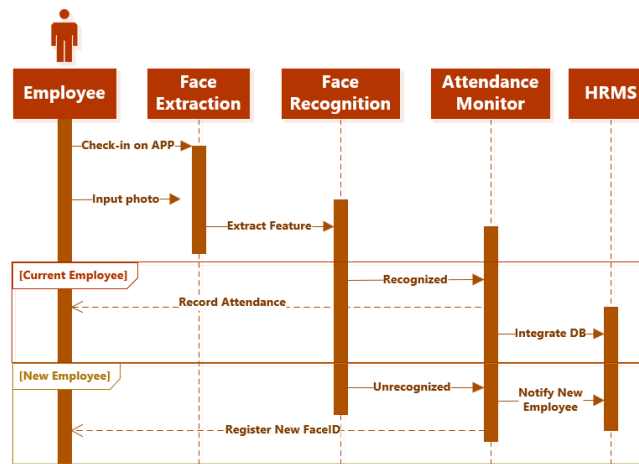 Employee
Face
Extraction
Face
Recognition
Attendance
Monitor
HRMS
Check-in on APP
Input photo
Extract Feature
[Current Employee]
Recognized
Record Attendance
Integrate DB
[New Employee]
Unrecognized
Notify New
Employee
Register New FaceID